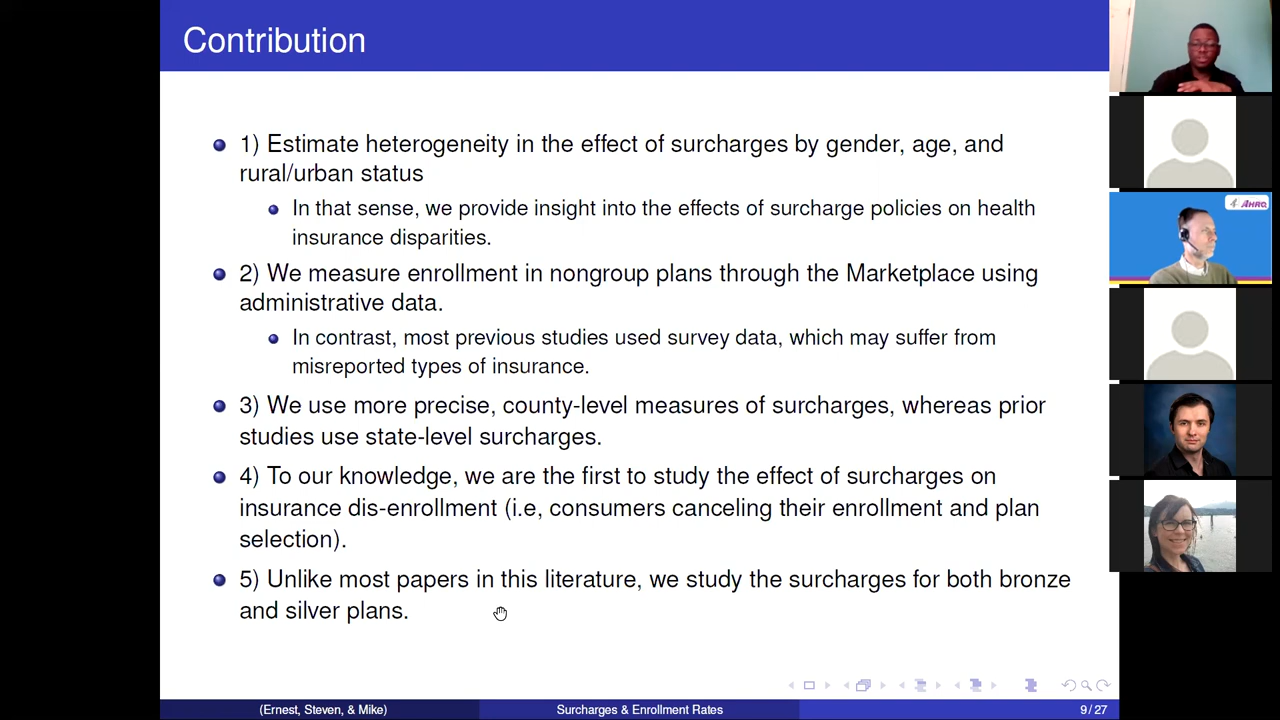 Contribution
1) Estimate heterogeneity in the effect of surcharges by gender, age, and
rural/urban status
In that sense, we provide insight into the effects of surcharge policies on health
insurance disparities.
2) We measure enrollment in nongroup plans through the Marketplace using
administrative data.
In contrast, most previous studies used survey data, which may suffer from
misreported types of insurance.
3) We use more precise, county-level measures of surcharges, whereas prior
studies use state-level surcharges.
4) To our knowledge, we are the first to study the effect of surcharges on
insurance dis-enrollment (i.e, consumers canceling their enrollment and plan
selection).
5) Unlike most papers in this literature, we study the surcharges for both bronze
and silver plans.
(Ernest, Steven, & Mike)
Surcharges & Enrollment Rates
9 / 27
AHRQ